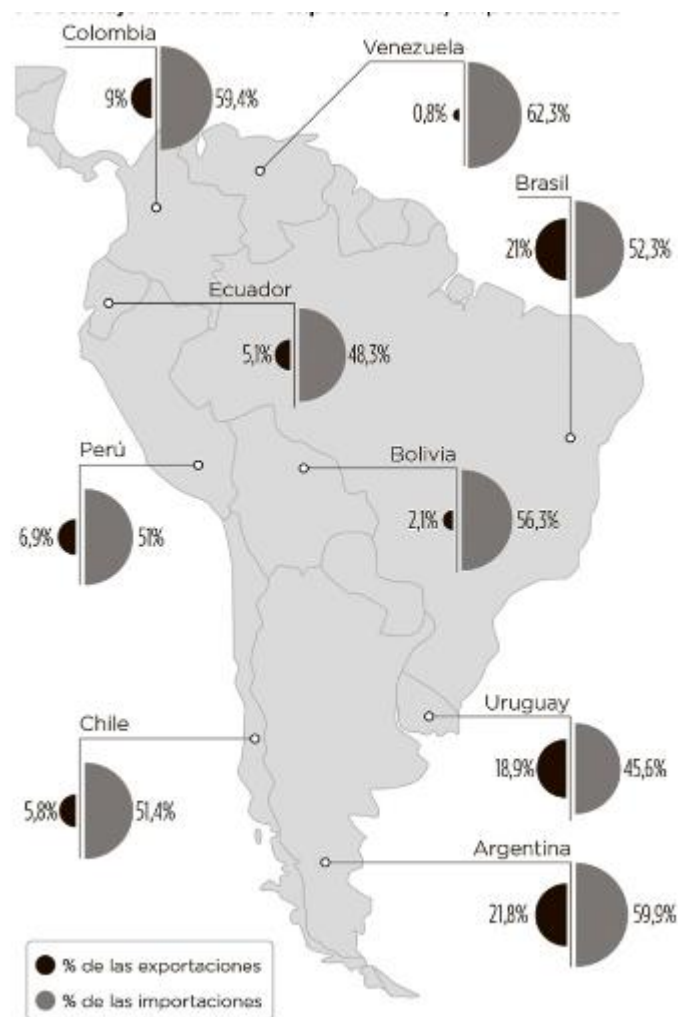 Colombia
9% 59,4%
Venezuela
0,8% 62,3%
Brasil
21% 52,3%
Ecuador
5,1% 48,3%
Perú
6,9% 51%
Bolivia
2,1% 56,3%
Uruguay
18,9% 45,6%
Chile
5,8% 51,4%
Argentina
21,8% 59,9%
% de las exportaciones
% de las importaciones